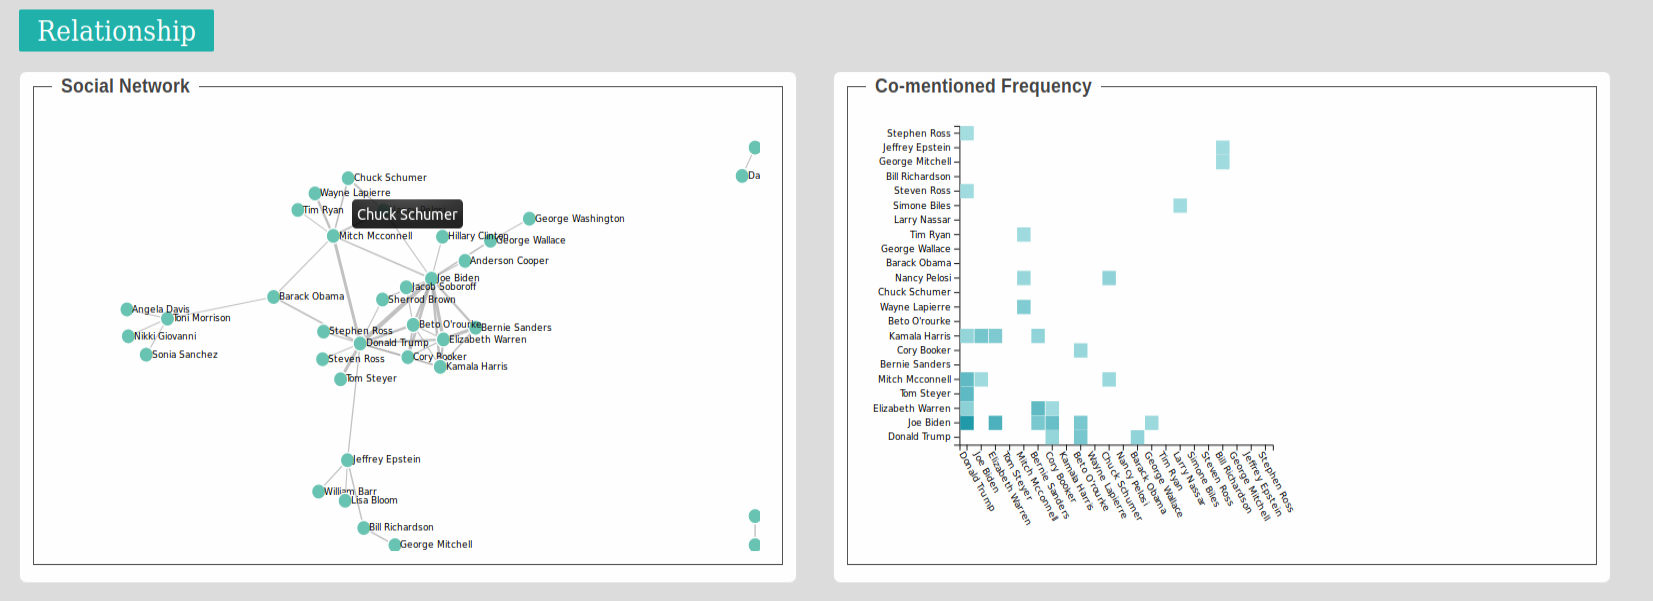 Relationship
Social Network
Chuck Schumer
Wayne Lapierre
Tim Ryan
Chuck Schumer
Mitch Mcconnell
Hillary Clinton
George Washington
George Wallace
Anderson Cooper
Joe Biden
Jacob Soboroff
Sherrod Brown
Barack Obama
Angela Davis
Toni Morrison
Nikki Giovanni
Sonia Sanchez
Stephen Ross
Beto O'rourke
Bernie Sanders
Donald Trump
Elizabeth Warren
Steven Ross
Cory Booker
Kamala Harris
Tom Steyer
Jeffrey Epstein
William Barr
Lisa Bloom
Bill Richardson
George Mitchell
Da
Co-mentioned Frequency
Stephen Ross
Jeffrey Epstein
George Mitchell
Bill Richardson
Steven Ross
Simone Biles
Larry Nassar
Tim Ryan
George Wallace
Barack Obama
Nancy Pelosi
Chuck Schumer
Wayne Lapierre
Beto O'rourke
Kamala Harris
Cory Booker
Bernie Sanders
Mitch Mcconnell
Tom Steyer
Elizabeth Warren
Joe Biden
Donald Trump
Donald Trump
Joe Biden
Elizabeth Warren
Tom Steyer
Mitch Mcconnell
Bernie Sanders
Cory Booker
Kamala Harris
Beto O'rourke
Wayne Lapierre
Chuck Schumer
Nancy Pelosi
Barack Obama
George Wallace
Tim Ryan
Larry Nassar
Simone Biles
Steven Ross
Bill Richardson
George Mitchell
Jeffrey Epstein
Stephen Ross